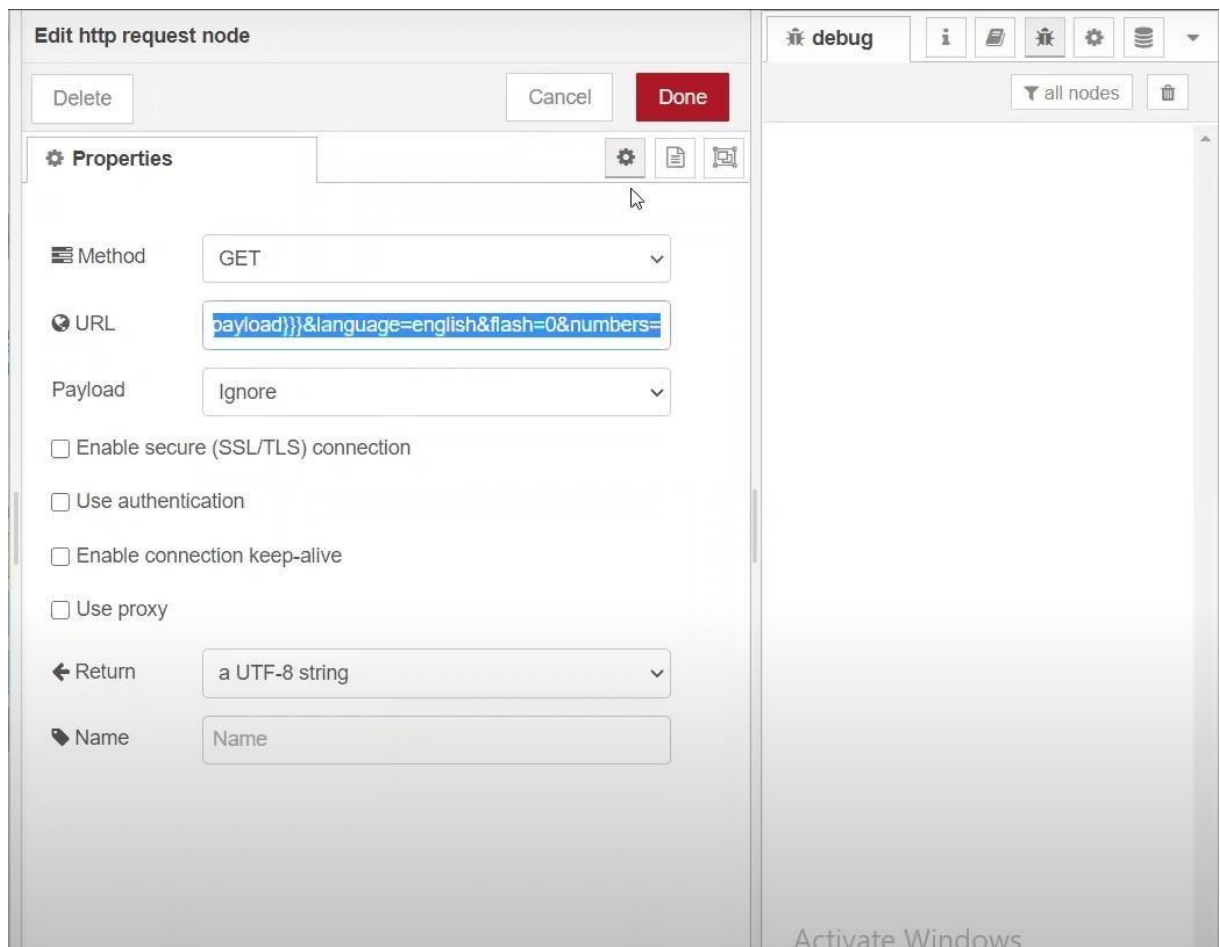 Edit http request node
debug
Delete
Cancel
Done
all nodes
Properties
Method
GET
URL
payload}}}&language=english&flash=0&numbers=
Payload
Ignore
Enable secure (SSL/TLS) connection
Use authentication
Enable connection keep-alive
Use proxy
Return
a UTF-8 string
Name
Name
Activate Windows